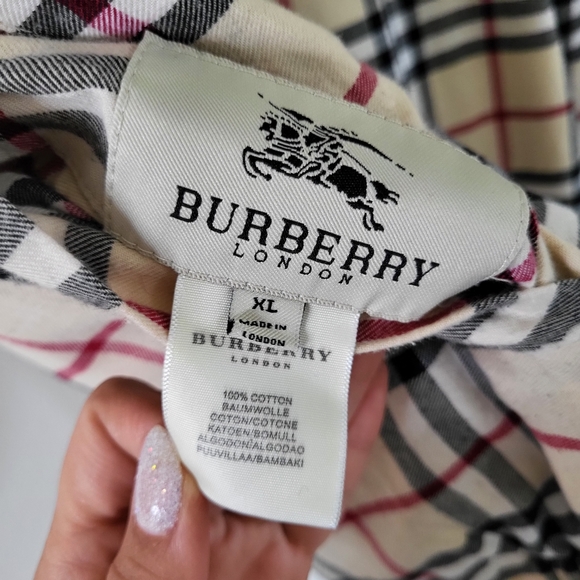 BURBERRY
LONDON
XL
MADE IN
LONDON
BURBERRY
LONDON
100% COTTON
BAUMWOLLE
COTON/COTONE
KATOEN/BOMULL
ALGODON/ALGODAO
PUUVILLAA/BAMBAKI